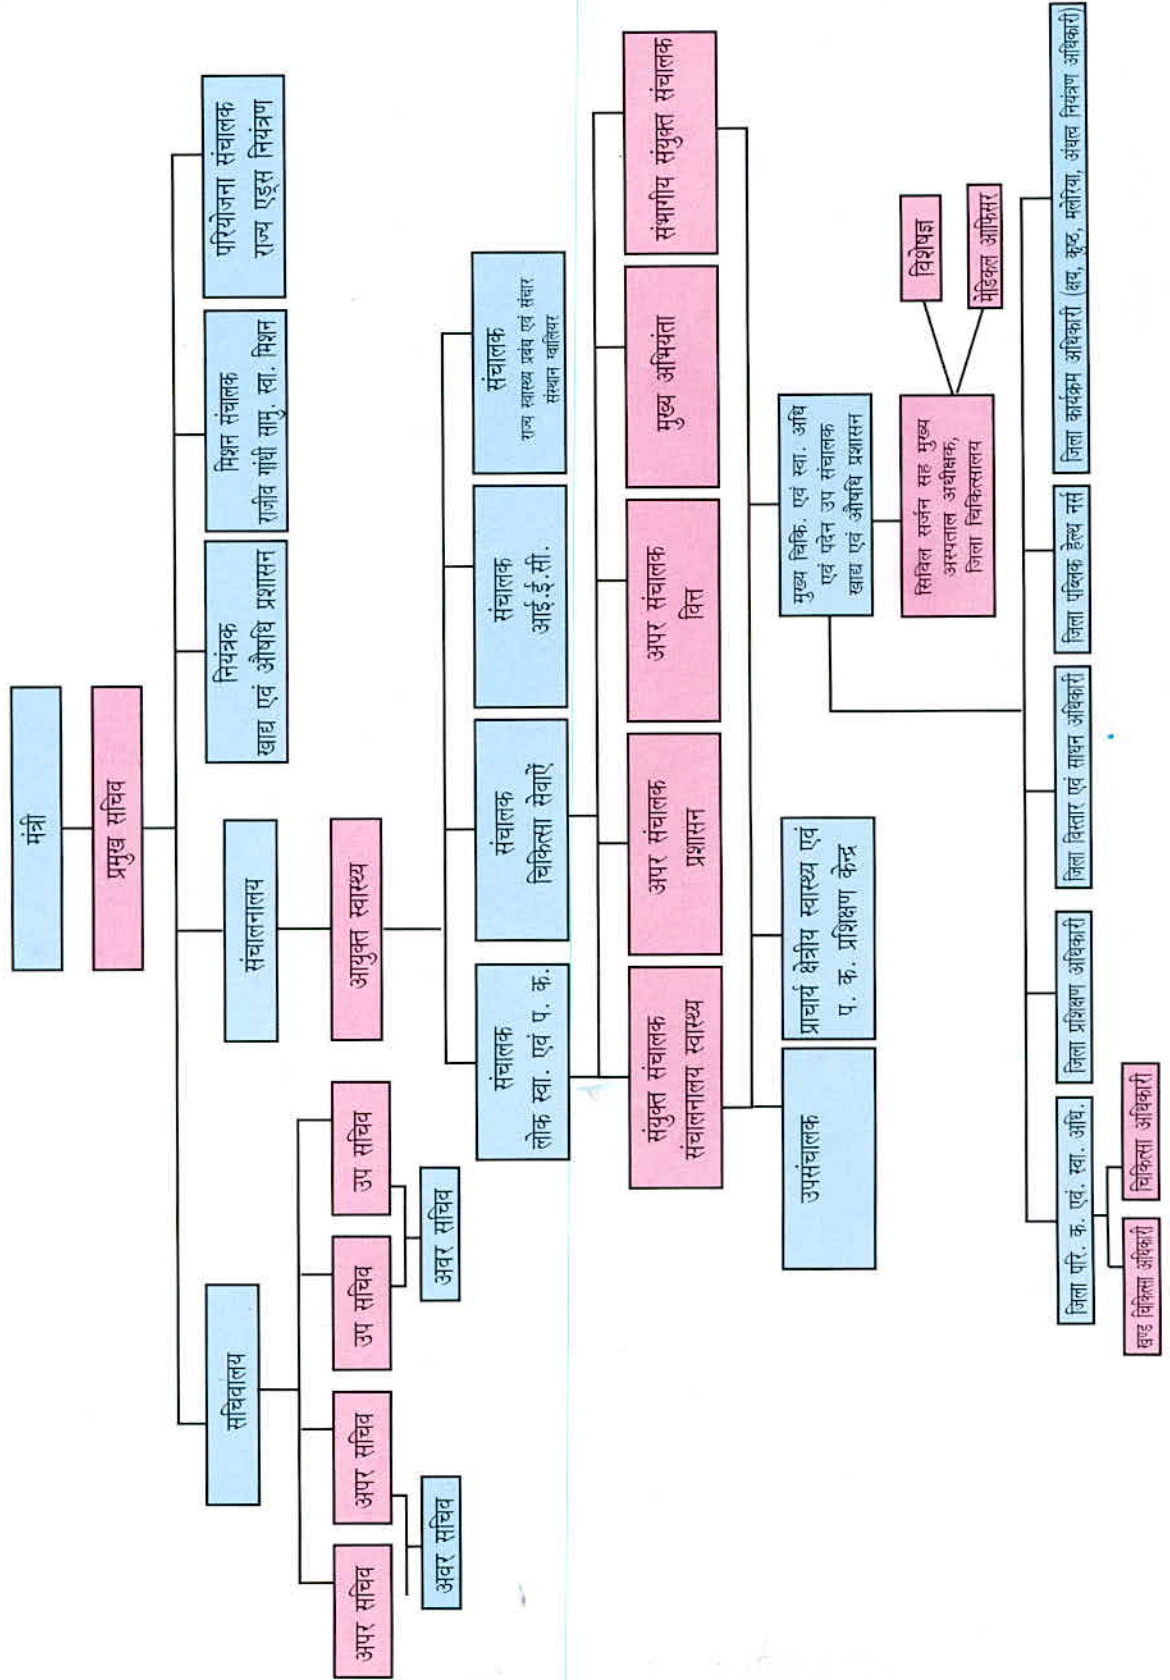 मंत्री
प्रमुख सचिव
सचिवालय
संचालनालय
नियंत्रक
खाद्य एवं औषधि प्रशासन
मिशन संचालक
राजीव गांधी सामु. स्वा. मिशन
परियोजना संचालक
राज्य एड्स नियंत्रण
अपर सचिव
अपर सचिव
उप सचिव
उप सचिव
आयुक्त स्वास्थ्य
अवर सचिव
अवर सचिव
संचालक
लोक स्वा. एवं प. क.
संचालक
चिकित्सा सेवाऐं
संचालक
आई.ई.सी.
संचालक
राज्य स्वास्थ्य प्रबंध एवं संचार
संस्थान ग्वालियर
संयुक्त संचालक
संचालनालय स्वास्थ्य
अपर संचालक
प्रशासन
अपर संचालक
वित्त
मुख्य अभियंता
संभागीय संयुक्त संचालक
उपसंचालक
प्राचार्य क्षेत्रीय स्वास्थ्य एवं
प. क. प्रशिक्षण केन्द्र
मुख्य चिकि. एवं स्वा. अधि
एवं पदेन उप संचालक
खाद्य एवं औषधि प्रशासन
सिविल सर्जन सह मुख्य
अस्पताल अधीक्षक,
जिला चिकित्सालय
विशेषज्ञ
मेडिकल आफिसर
जिला परि. क. एवं. स्वा. अधि.
जिला प्रशिक्षण अधिकारी
जिला विस्तार एवं साधन अधिकारी
जिला पब्लिक हेल्थ नर्स
जिला कार्यक्रम अधिकारी (क्षय, कुष्ठ, मलेरिया, अंधत्व नियंत्रण अधिकारी)
खण्ड चिकित्सा अधिकारी
चिकित्सा अधिकारी